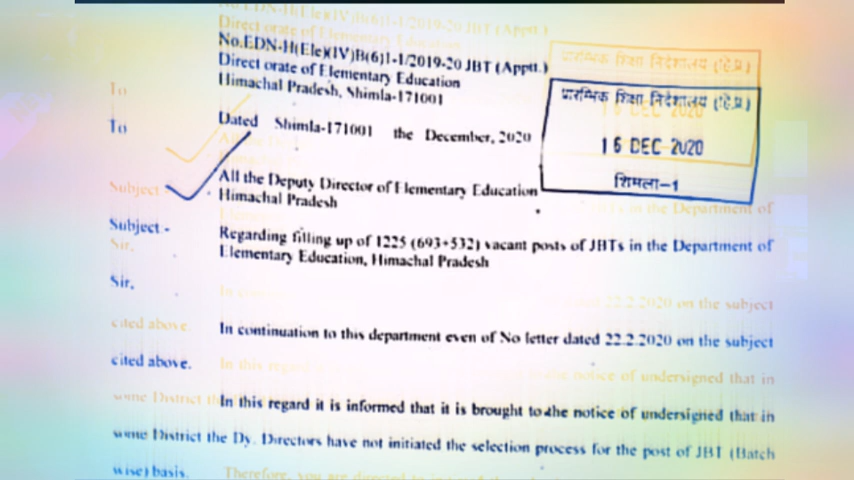 No.EDN-H(Ele)(IV)B(6)1-1/2019-20 JBT (Apptt.)
Direct orate of Elementary Education
Himachal Pradesh, Shimla-171001
प्रारम्भिक शिक्षा निदेशालय (हि.प्र.)
16 DEC 2020
शिमला-1
To
Dated Shimla-171001 the December, 2020
All the Deputy Director of Elementary Education
Himachal Pradesh
Subject -
Regarding filling up of 1225 (693+532) vacant posts of JBTs in the Department of
Elementary Education, Himachal Pradesh
Sir,
In continuation to this department even of No letter dated 22.2.2020 on the subject
cited above.
In this regard it is informed that it is brought to the notice of undersigned that in
some District the Dy. Directors have not initiated the selection process for the post of JBT (Batch
wise) basis.